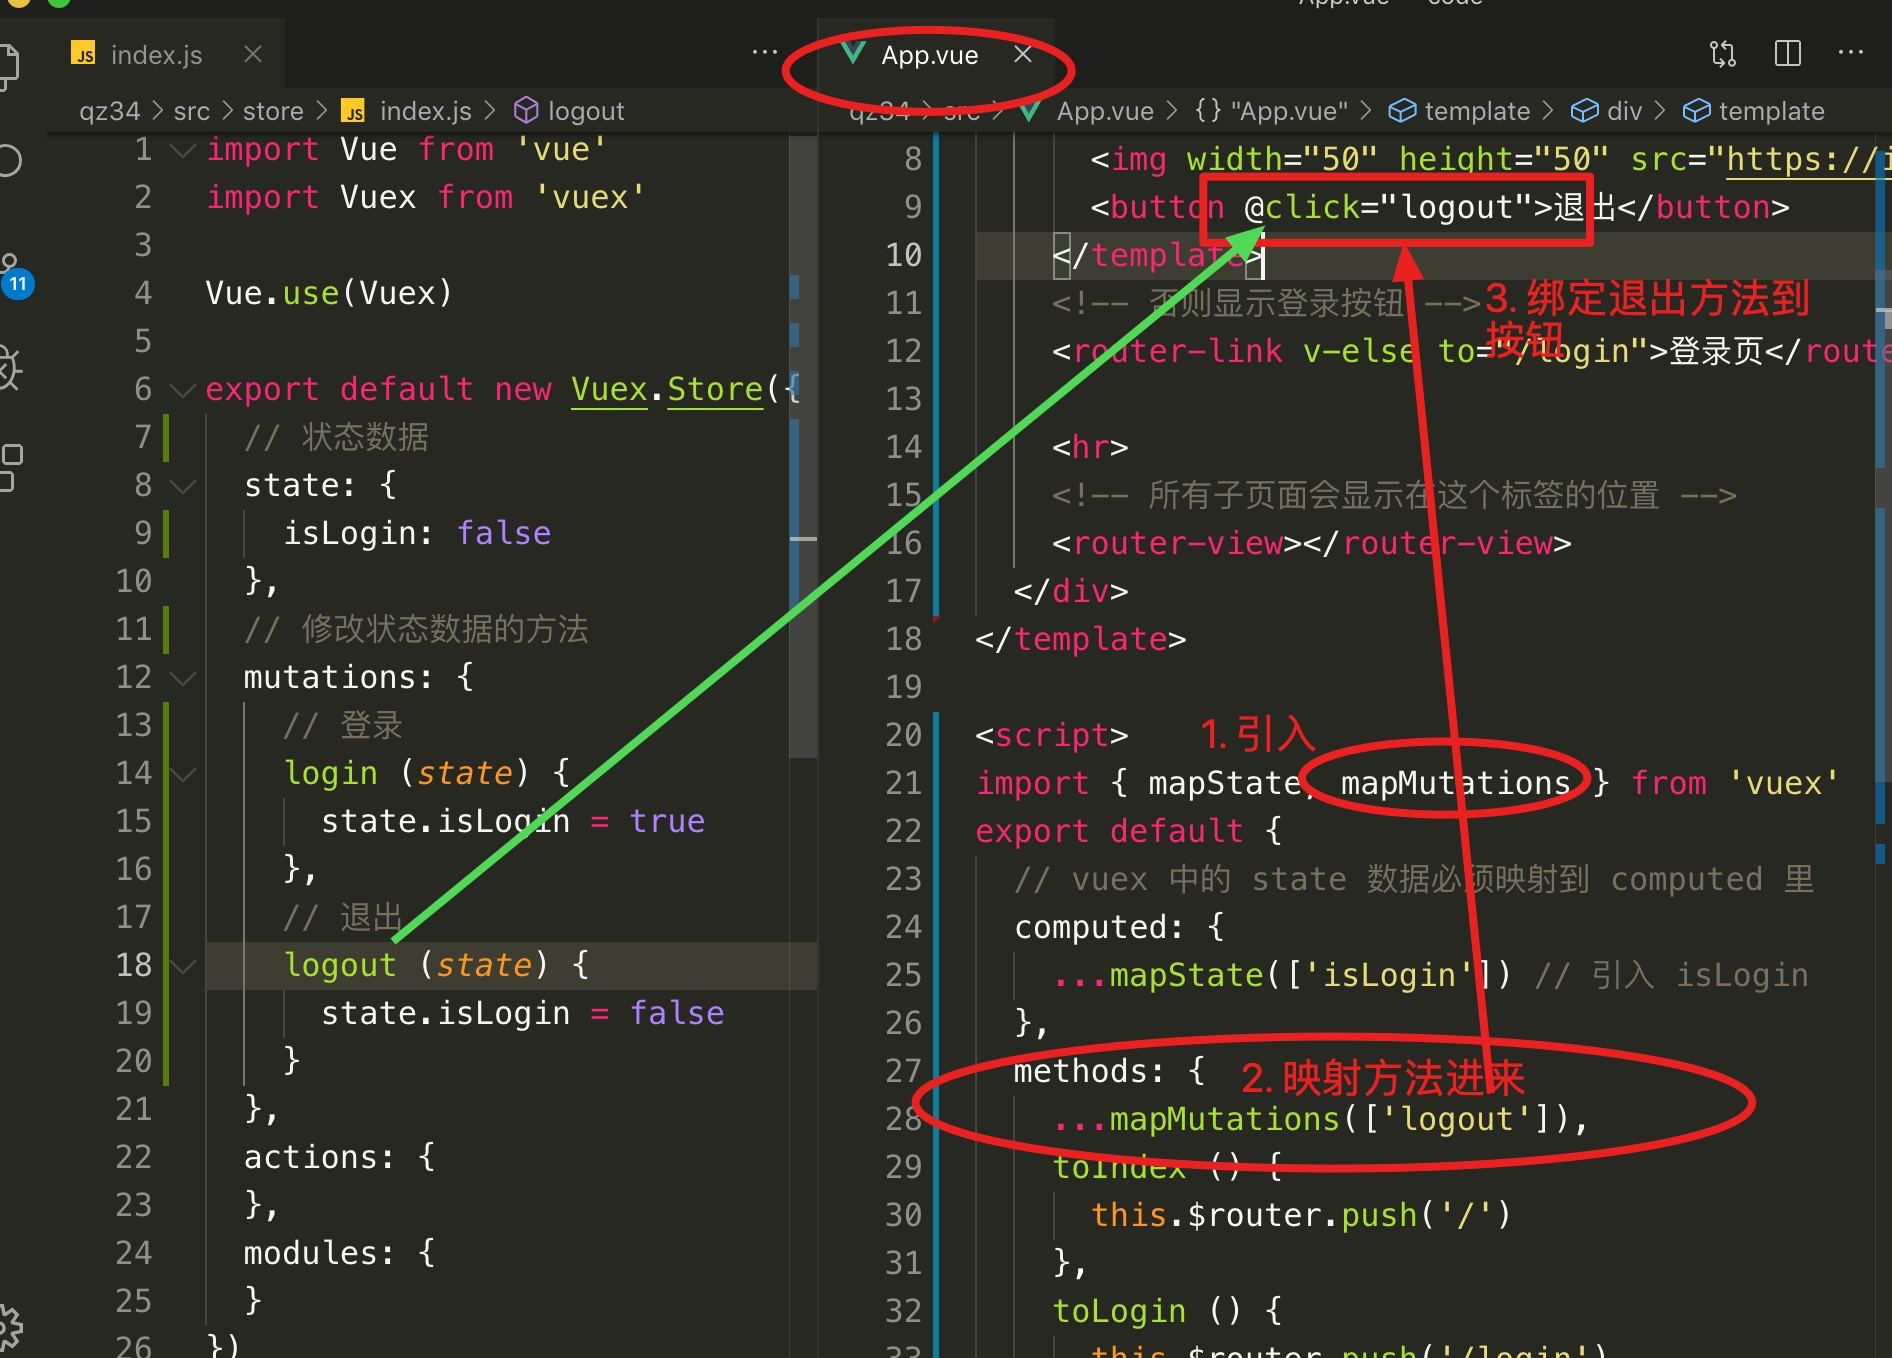 App.vue — code
index.js
qz34 > src > store > index.js > logout
1 import Vue from 'vue'
2 import Vuex from 'vuex'
3
4 Vue.use(Vuex)
5
6 export default new Vuex.Store({
7 // 状态数据
8 state: {
9 isLogin: false
10 },
11 // 修改状态数据的方法
12 mutations: {
13 // 登录
14 login (state) {
15 state.isLogin = true
16 },
17 // 退出
18 logout (state) {
19 state.isLogin = false
20 }
21 },
22 actions: {
23 },
24 modules: {
25 }
26 })
11
App.vue
qz34 > src > App.vue > {} "App.vue" > template > div > template
8 <img width="50" height="50" src="https://i
9 <button @click="logout">退出</button>
10 </template>
11 <!-- 否则显示登录按钮 -->
12 <router-link v-else to="/login">登录页</route
13
14 <hr>
15 <!-- 所有子页面会显示在这个标签的位置 -->
16 <router-view></router-view>
17 </div>
18 </template>
19
20 <script>
21 import { mapState, mapMutations } from 'vuex'
22 export default {
23 // vuex 中的 state 数据必须映射到 computed 里
24 computed: {
25 ...mapState(['isLogin']) // 引入 isLogin
26 },
27 methods: {
28 ...mapMutations(['logout']),
29 toIndex () {
30 this.$router.push('/')
31 },
32 toLogin () {
33 this.$router.push('/login')
3. 绑定退出方法到
按钮
1. 引入
2. 映射方法进来